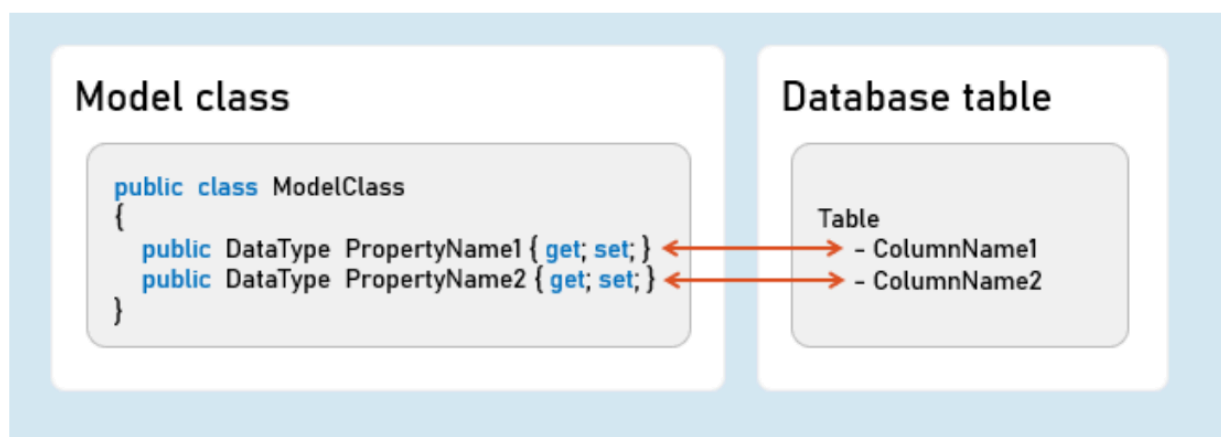 Model class
public class ModelClass
{
public DataType PropertyName1 { get; set; }
public DataType PropertyName2 { get; set; }
}
Database table
Table
- ColumnName1
- ColumnName2